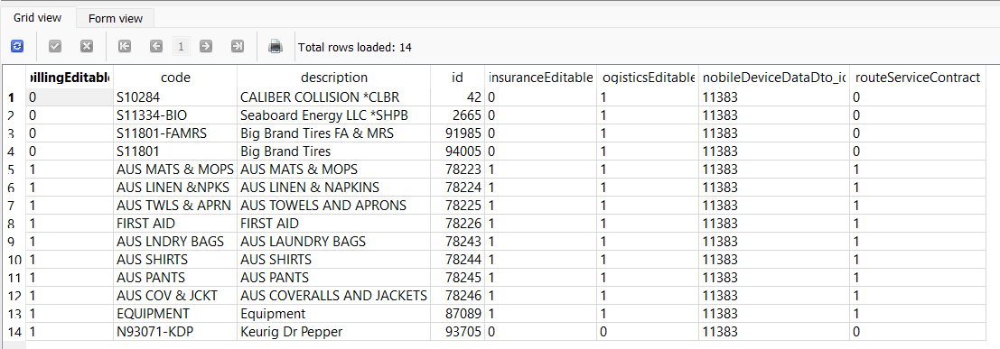 Grid view Form view
1 Total rows loaded: 14
billingEditable code description id insuranceEditable ogisticsEditable mobileDeviceDataDto_id routeServiceContract
1 0 S10284 CALIBER COLLISION *CLBR 42 0 1 11383 0
2 0 S11334-BIO Seaboard Energy LLC *SHPB 2665 0 1 11383 0
3 0 S11801-FAMRS Big Brand Tires FA & MRS 91985 0 1 11383 0
4 0 S11801 Big Brand Tires 94005 0 1 11383 0
5 1 AUS MATS & MOPS AUS MATS & MOPS 78223 1 1 11383 1
6 1 AUS LINEN &NPKS AUS LINEN & NAPKINS 78224 1 1 11383 1
7 1 AUS TWLS & APRN AUS TOWELS AND APRONS 78225 1 1 11383 1
8 1 FIRST AID FIRST AID 78226 1 1 11383 1
9 1 AUS LNDRY BAGS AUS LAUNDRY BAGS 78243 1 1 11383 1
10 1 AUS SHIRTS AUS SHIRTS 78244 1 1 11383 1
11 1 AUS PANTS AUS PANTS 78245 1 1 11383 1
12 1 AUS COV & JCKT AUS COVERALLS AND JACKETS 78246 1 1 11383 1
13 1 EQUIPMENT Equipment 87089 1 1 11383 1
14 1 N93071-KDP Keurig Dr Pepper 93705 0 0 11383 0